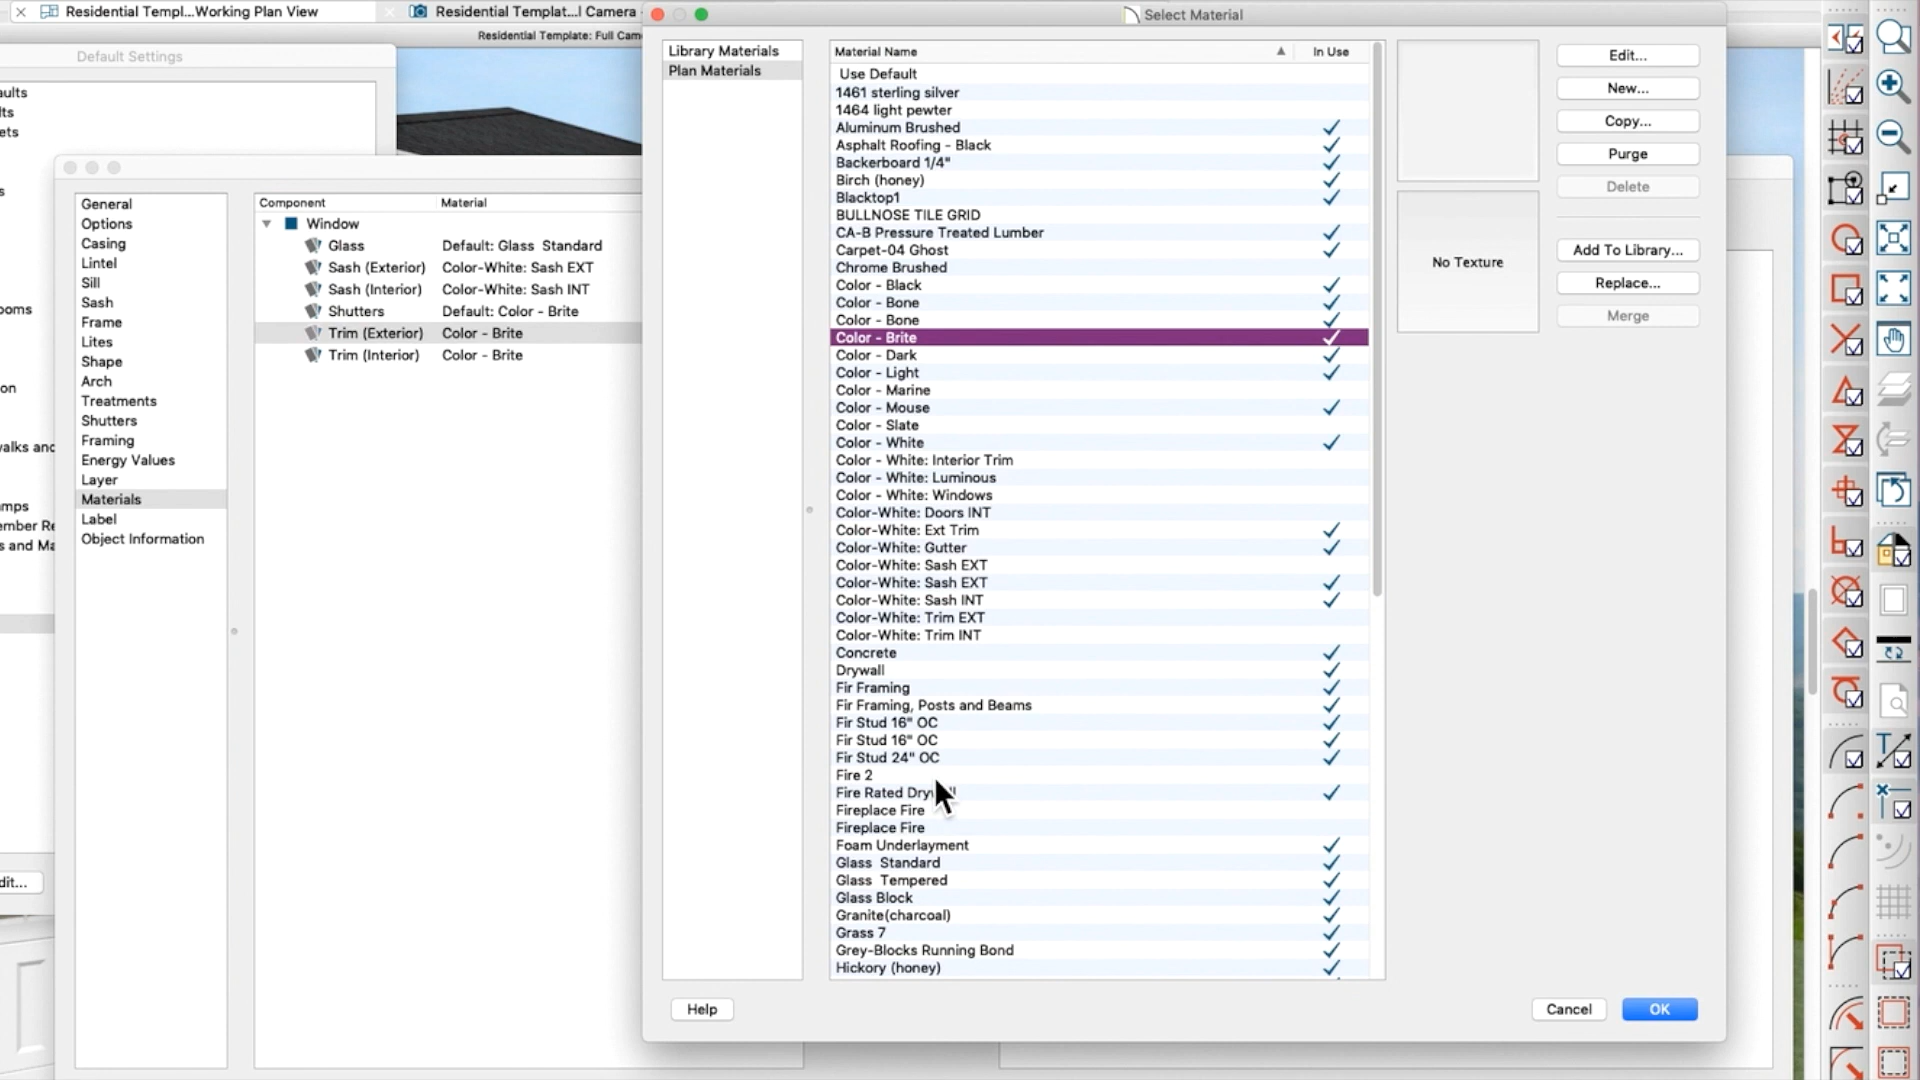 Residential Templ...Working Plan View
Residential Templat...l Camera
Residential Template: Full Cam
Default Settings
aults
lts
ets
s
ooms
on
alks and
mps
ember Re
s and Ma
dit...
General
Options
Casing
Lintel
Sill
Sash
Frame
Lites
Shape
Arch
Treatments
Shutters
Framing
Energy Values
Layer
Materials
Label
Object Information
Component Material
Window
Glass Default: Glass Standard
Sash (Exterior) Color-White: Sash EXT
Sash (Interior) Color-White: Sash INT
Shutters Default: Color - Brite
Trim (Exterior) Color - Brite
Trim (Interior) Color - Brite
Select Material
Library Materials
Plan Materials
Material Name In Use
Use Default
1461 sterling silver
1464 light pewter
Aluminum Brushed
Asphalt Roofing - Black
Backerboard 1/4"
Birch (honey)
Blacktop1
BULLNOSE TILE GRID
CA-B Pressure Treated Lumber
Carpet-04 Ghost
Chrome Brushed
Color - Black
Color - Bone
Color - Bone
Color - Brite
Color - Dark
Color - Light
Color - Marine
Color - Mouse
Color - Slate
Color - White
Color - White: Interior Trim
Color - White: Luminous
Color - White: Windows
Color-White: Doors INT
Color-White: Ext Trim
Color-White: Gutter
Color-White: Sash EXT
Color-White: Sash EXT
Color-White: Sash INT
Color-White: Trim EXT
Color-White: Trim INT
Concrete
Drywall
Fir Framing
Fir Framing, Posts and Beams
Fir Stud 16" OC
Fir Stud 16" OC
Fir Stud 24" OC
Fire 2
Fire Rated Dry
Fireplace Fire
Fireplace Fire
Foam Underlayment
Glass Standard
Glass Tempered
Glass Block
Granite(charcoal)
Grass 7
Grey-Blocks Running Bond
Hickory (honey)
No Texture
Edit...
New...
Copy...
Purge
Delete
Add To Library...
Replace...
Merge
Help
Cancel
OK